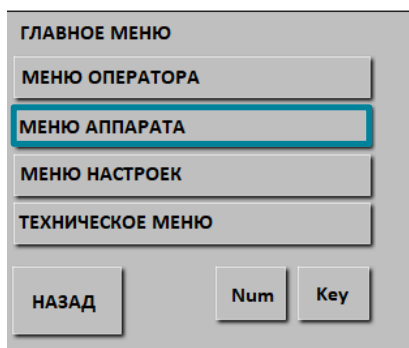 ГЛАВНОЕ МЕНЮ
МЕНЮ ОПЕРАТОРА
МЕНЮ АППАРАТА
МЕНЮ НАСТРОЕК
ТЕХНИЧЕСКОЕ МЕНЮ
НАЗАД Num Key